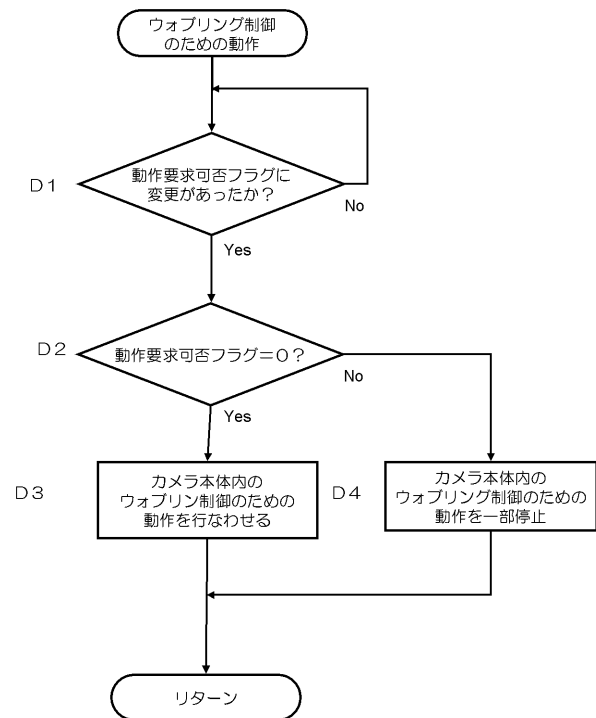 ウォブリング制御
のための動作
D1
動作要求可否フラグに
変更があったか？
No
Yes
D2
動作要求可否フラグ＝0？
No
Yes
D3
カメラ本体内の
ウォブリン制御のための
動作を行なわせる
D4
カメラ本体内の
ウォブリング制御のための
動作を一部停止
リターン